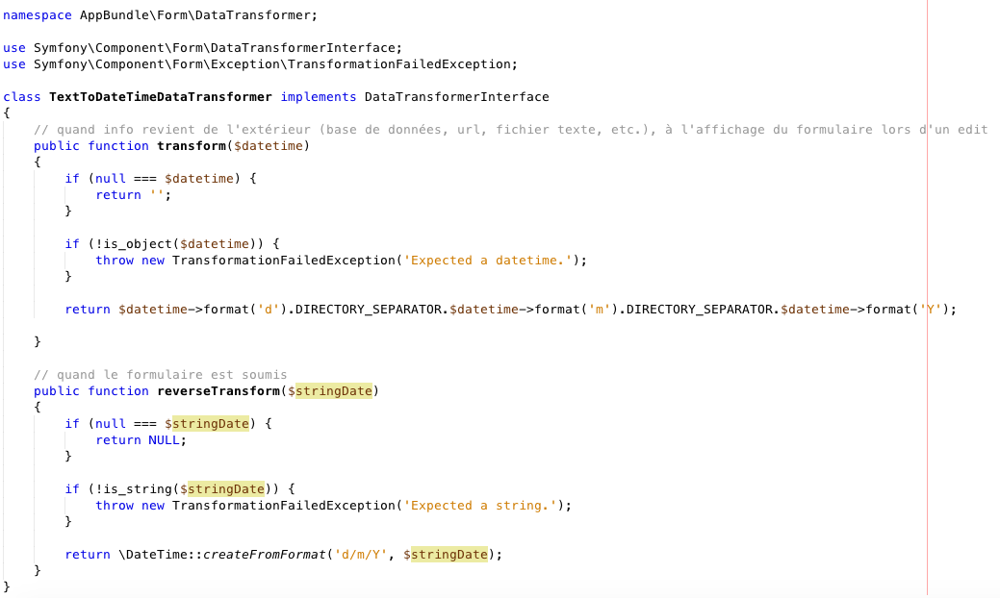 namespace AppBundle\Form\DataTransformer;
use Symfony\Component\Form\DataTransformerInterface;
use Symfony\Component\Form\Exception\TransformationFailedException;
class TextToDateTimeDataTransformer implements DataTransformerInterface
{
// quand info revient de l'extérieur (base de données, url, fichier texte, etc.), à l'affichage du formulaire lors d'un edit
public function transform($datetime)
{
if (null === $datetime) {
return '';
}
if (!is_object($datetime)) {
throw new TransformationFailedException('Expected a datetime.');
}
return $datetime->format('d').DIRECTORY_SEPARATOR.$datetime->format('m').DIRECTORY_SEPARATOR.$datetime->format('Y');
}
// quand le formulaire est soumis
public function reverseTransform($stringDate)
{
if (null === $stringDate) {
return NULL;
}
if (!is_string($stringDate)) {
throw new TransformationFailedException('Expected a string.');
}
return \DateTime::createFromFormat('d/m/Y', $stringDate);
}
}